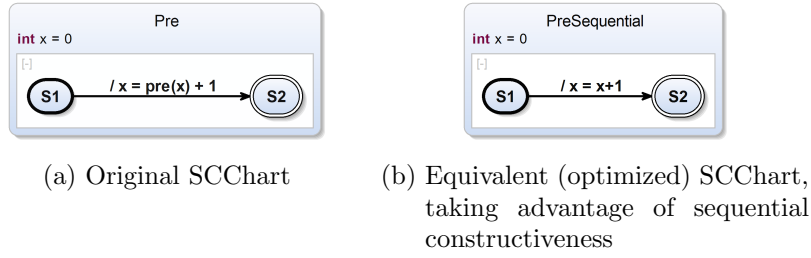 Pre
int x = 0
[-]
S1
/ x = pre(x) + 1
S2
(a) Original SCChart
PreSequential
int x = 0
[-]
S1
/ x = x+1
S2
(b) Equivalent (optimized) SCChart,
taking advantage of sequential
constructiveness